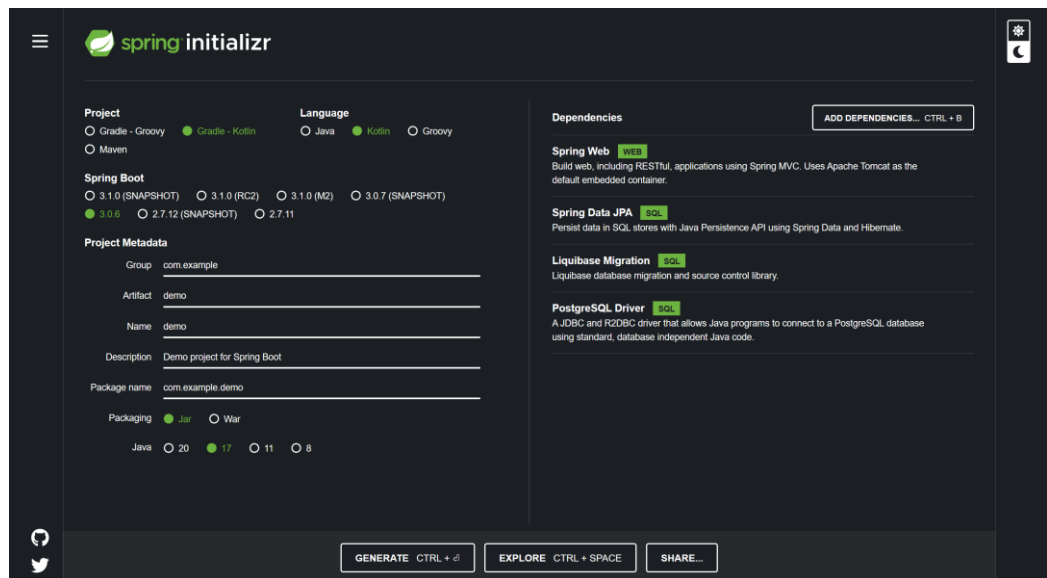 spring initializr
Project
Gradle - Groovy Gradle - Kotlin
Maven
Language
Java Kotlin Groovy
Spring Boot
3.1.0 (SNAPSHOT) 3.1.0 (RC2) 3.1.0 (M2) 3.0.7 (SNAPSHOT)
3.0.6 2.7.12 (SNAPSHOT) 2.7.11
Project Metadata
Group com.example
Artifact demo
Name demo
Description Demo project for Spring Boot
Package name com.example.demo
Packaging Jar War
Java 20 17 11 8
Dependencies
ADD DEPENDENCIES... CTRL + B
Spring Web WEB
Build web, including RESTful, applications using Spring MVC. Uses Apache Tomcat as the
default embedded container.
Spring Data JPA SQL
Persist data in SQL stores with Java Persistence API using Spring Data and Hibernate.
Liquibase Migration SQL
Liquibase database migration and source control library.
PostgreSQL Driver SQL
A JDBC and R2DBC driver that allows Java programs to connect to a PostgreSQL database
using standard, database independent Java code.
GENERATE CTRL + ⏎
EXPLORE CTRL + SPACE
SHARE...